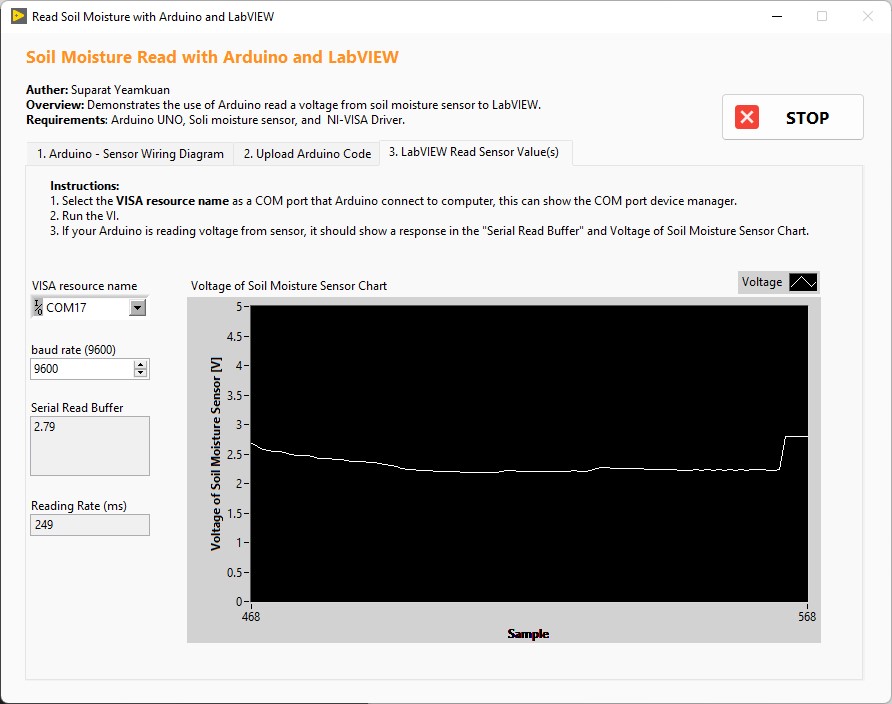 Read Soil Moisture with Arduino and LabVIEW
Soil Moisture Read with Arduino and LabVIEW
Auther: Suparat Yeamkuan
Overview: Demonstrates the use of Arduino read a voltage from soil moisture sensor to LabVIEW.
Requirements: Arduino UNO, Soli moisture sensor, and NI-VISA Driver.
STOP
1. Arduino - Sensor Wiring Diagram
2. Upload Arduino Code
3. LabVIEW Read Sensor Value(s)
Instructions:
1. Select the VISA resource name as a COM port that Arduino connect to computer, this can show the COM port device manager.
2. Run the VI.
3. If your Arduino is reading voltage from sensor, it should show a response in the "Serial Read Buffer" and Voltage of Soil Moisture Sensor Chart.
VISA resource name
I/O COM17
baud rate (9600)
9600
Serial Read Buffer
2.79
Reading Rate (ms)
249
Voltage of Soil Moisture Sensor Chart
Voltage
Voltage of Soil Moisture Sensor [V]
5
4.5
4
3.5
3
2.5
2
1.5
1
0.5
0
468
568
Sample